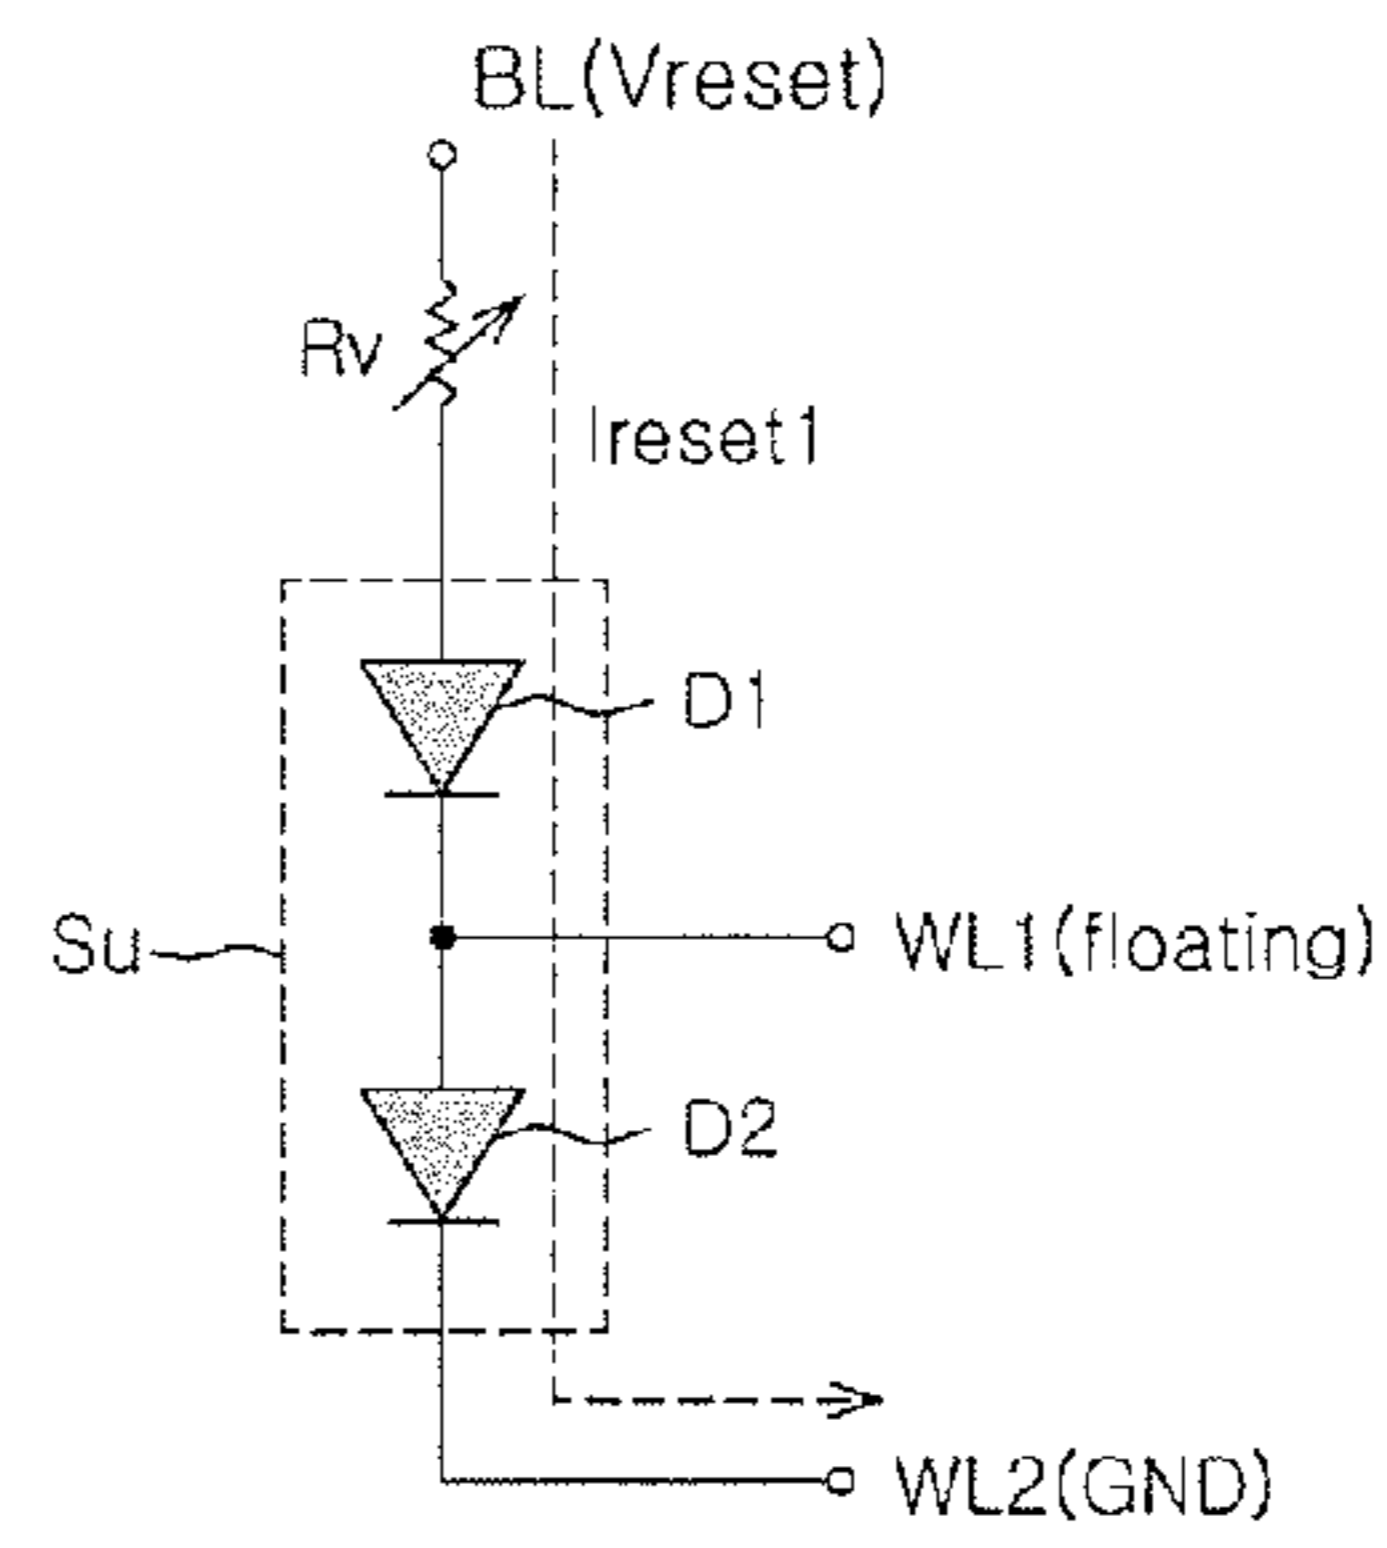 BL(Vreset)
Rv
Ireset1
D1
Su
WL1(floating)
D2
WL2(GND)